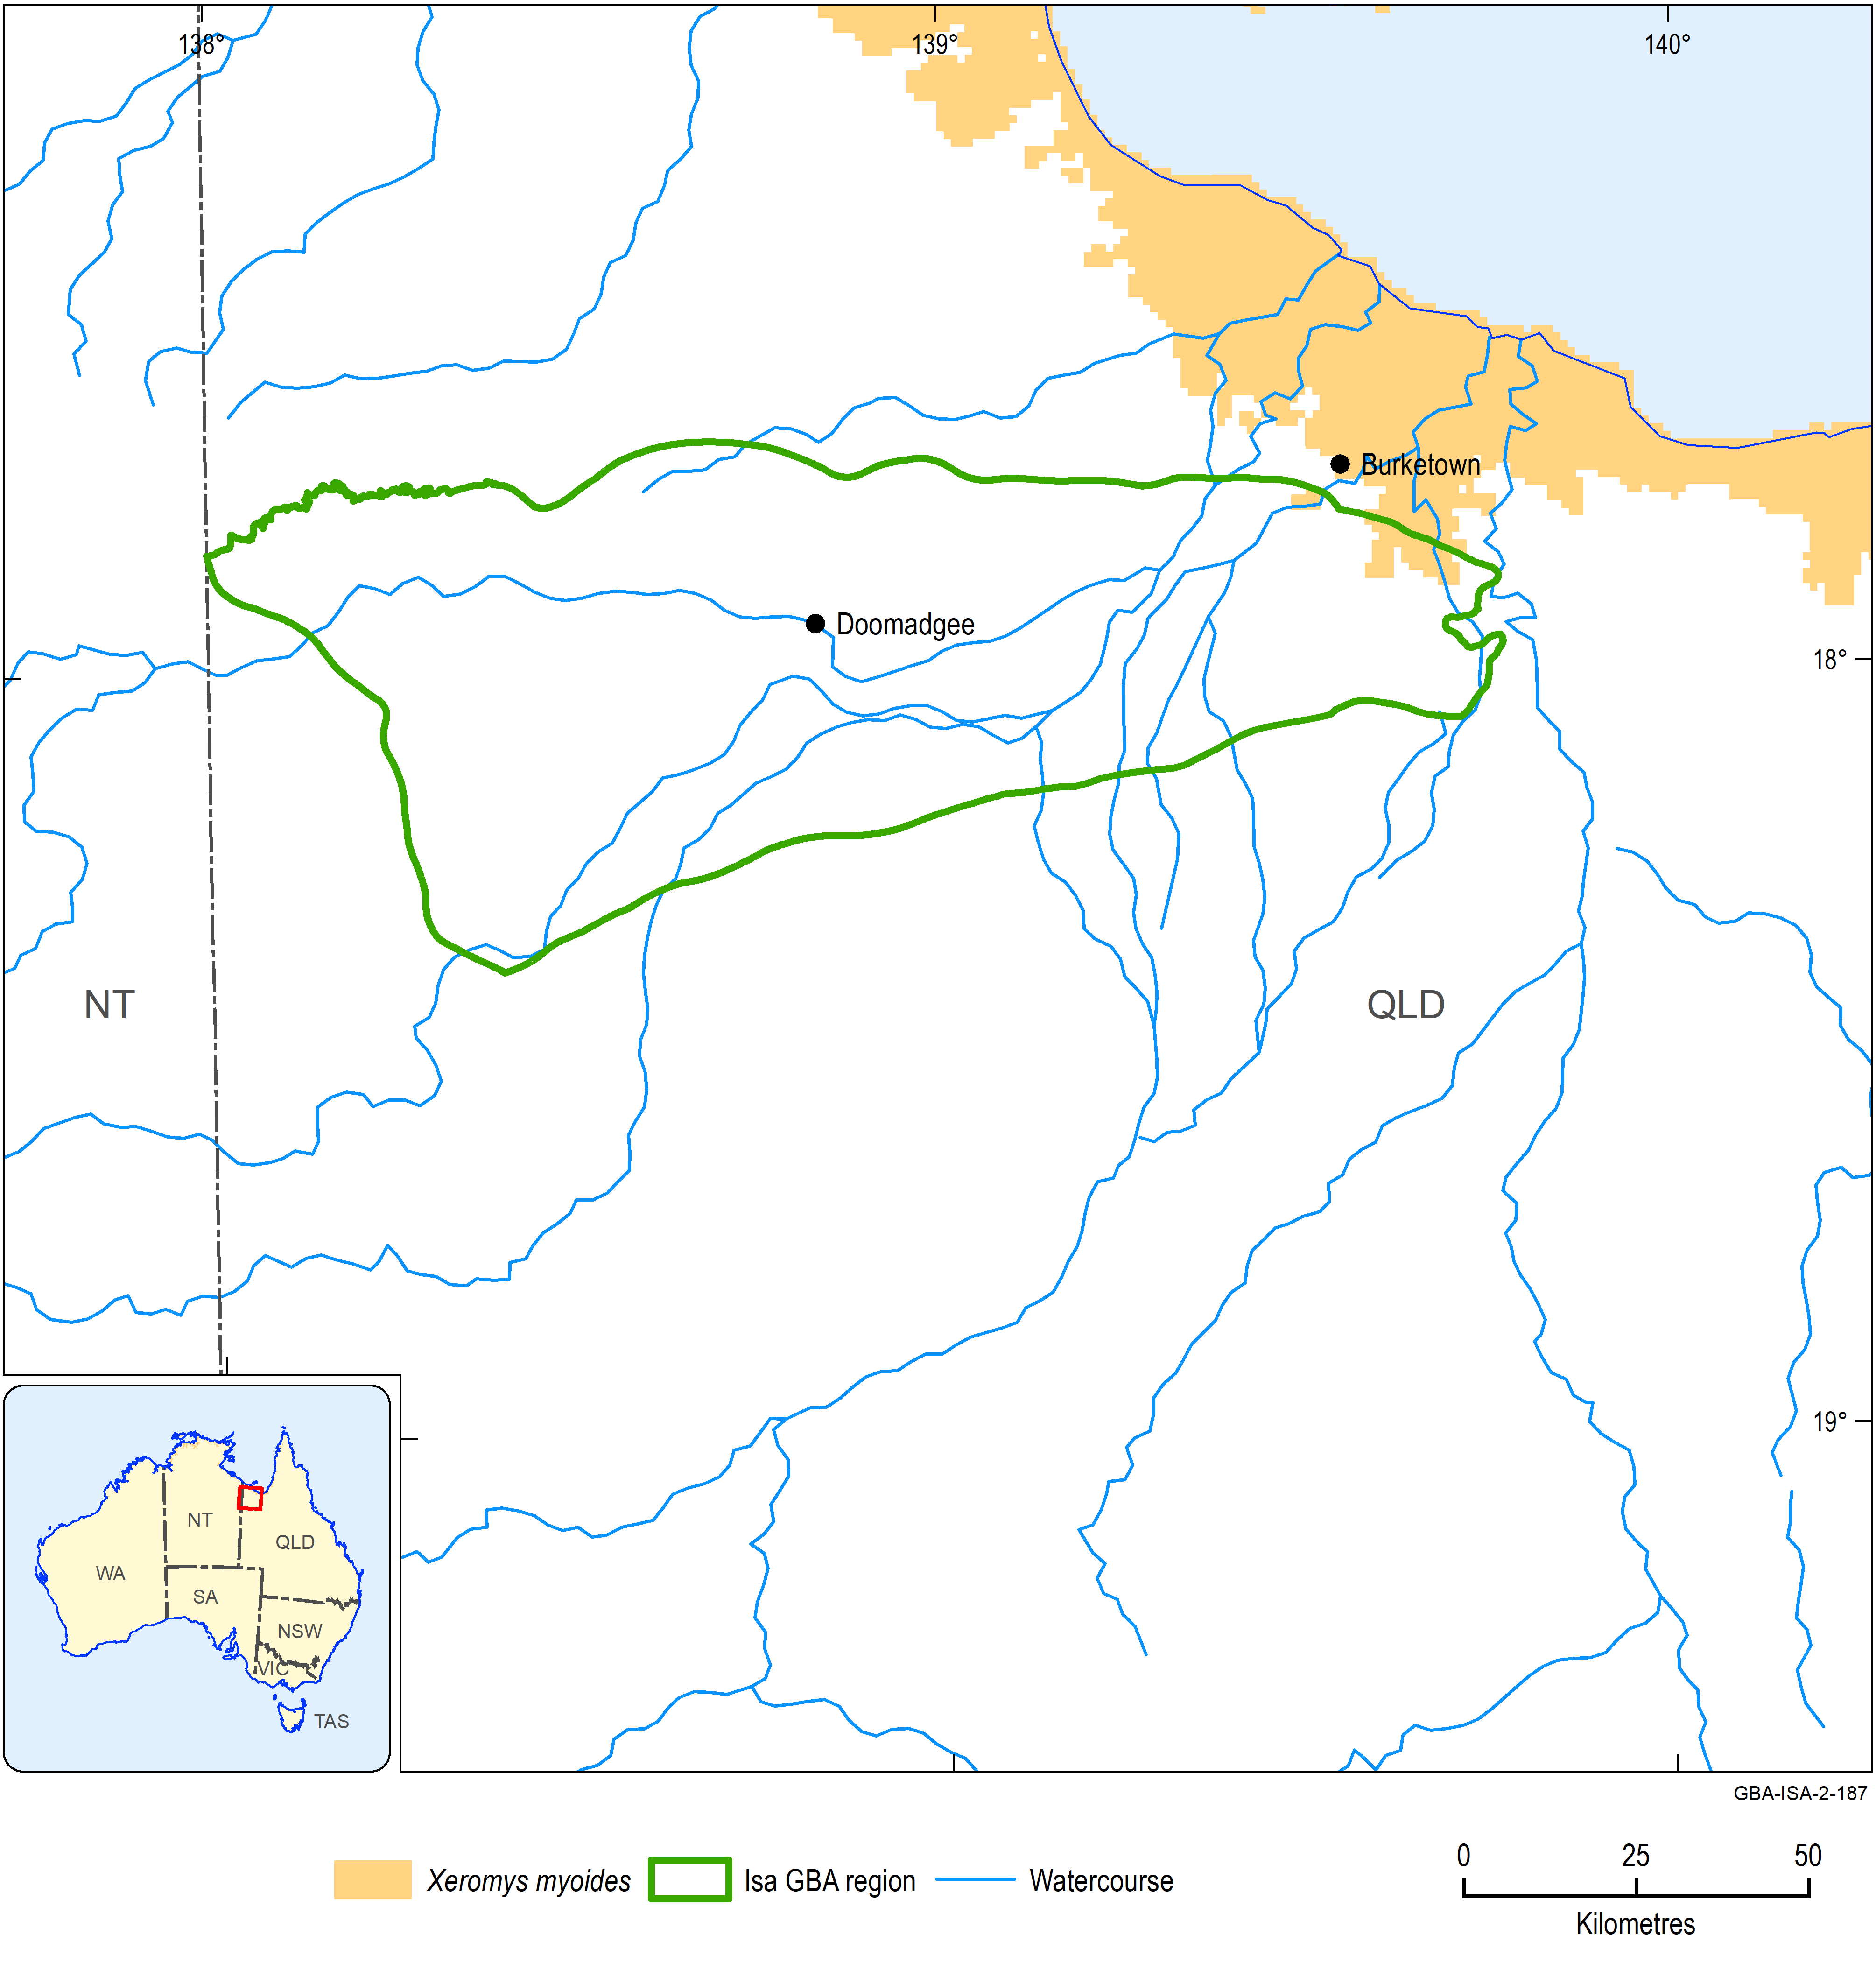 138°
139°
140°
Burketown
Doomadgee
18°
NT
QLD
19°
NT
QLD
WA
SA
NSW
VIC
TAS
GBA-ISA-2-187
Xeromys myoides
Isa GBA region
Watercourse
0 25 50
Kilometres